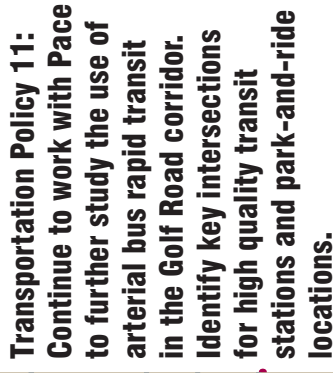 Transportation Policy 11:
Continue to work with Pace
to further study the use of
arterial bus rapid transit
in the Golf Road corridor.
Identify key intersections
for high quality transit
stations and park-and-ride
locations.